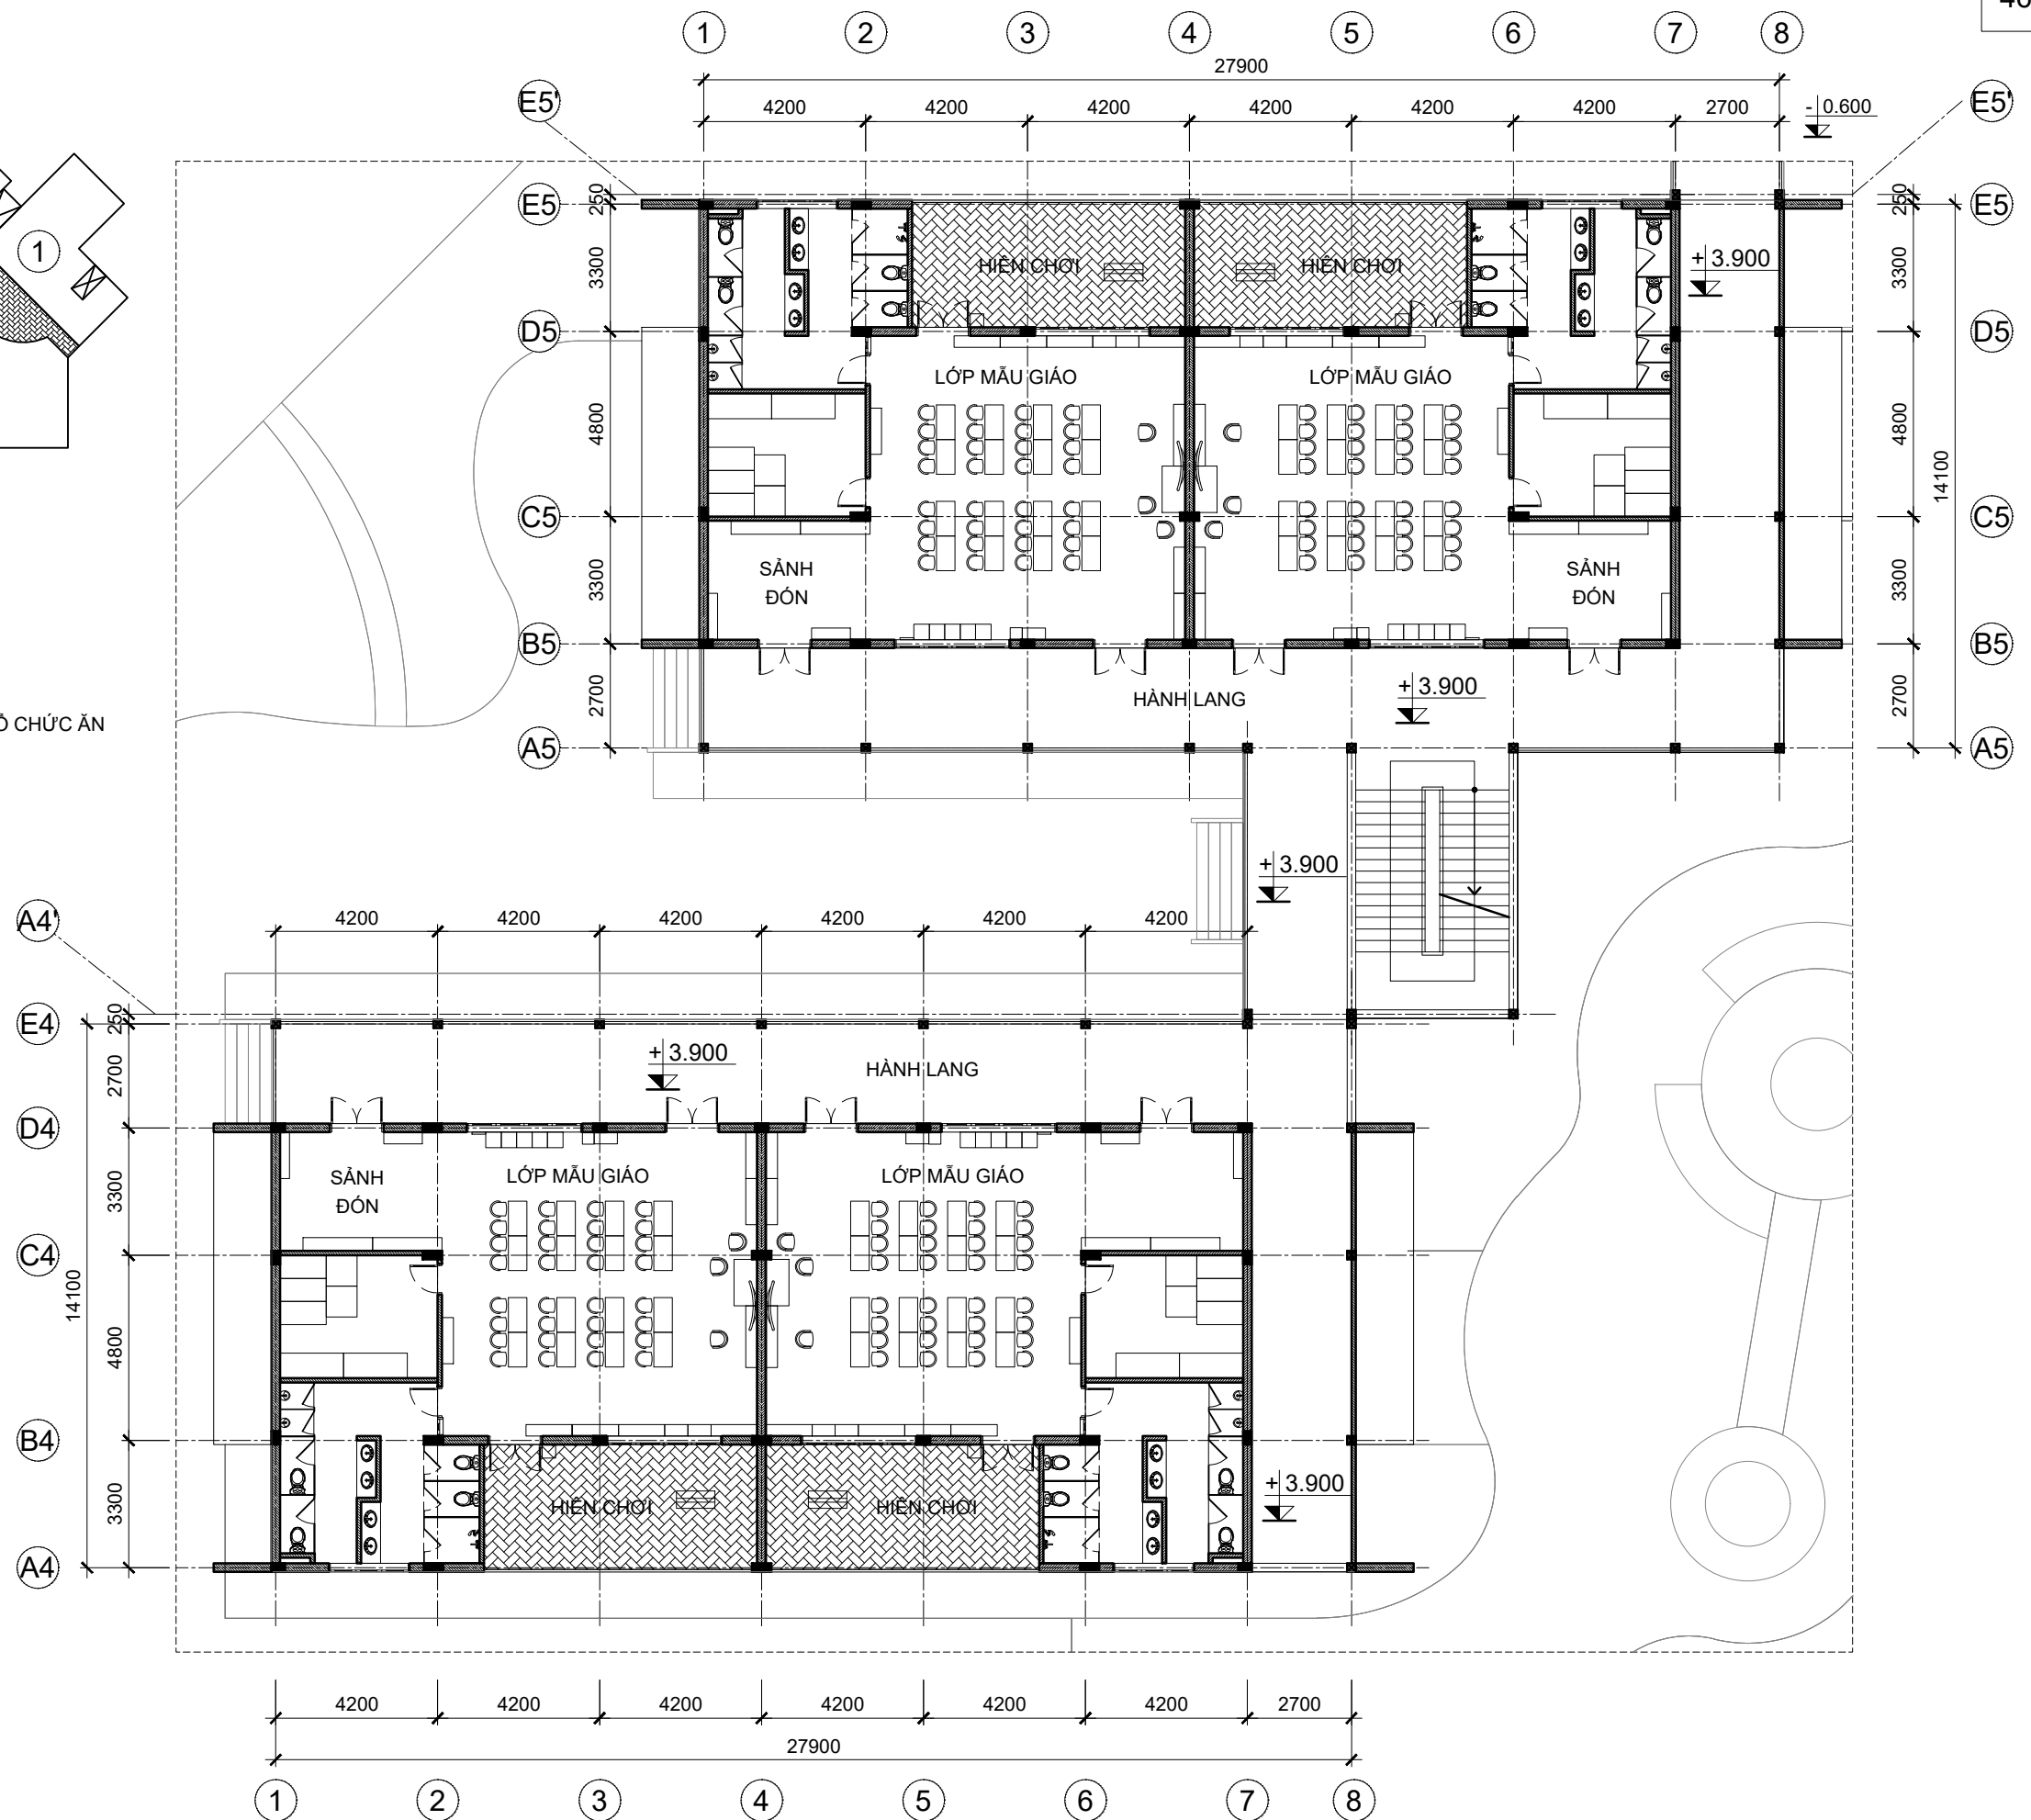 40
1 2 3 4 5 6 7 8
27900
4200 4200 4200 4200 4200 4200 2700
- 0.600
E5' E5'
E5 250 250 E5
1
3300 HIÊN CHƠI HIÊN CHƠI + 3.900 3300
D5 D5
LỚP MẪU GIÁO LỚP MẪU GIÁO
4800 4800
14100
C5 C5
SẢNH SẢNH
ĐÓN ĐÓN
3300 3300
B5 B5
+ 3.900
HÀNH LANG
2700 2700
CHỨC ĂN
A5 A5
+ 3.900
A4'
4200 4200 4200 4200 4200 4200
E4 250
+ 3.900
HÀNH LANG
2700
D4
LỚP MẪU GIÁO LỚP MẪU GIÁO
SẢNH
ĐÓN
3300
C4
14100
4800
B4
+ 3.900
3300 HIÊN CHƠI HIÊN CHƠI
A4
4200 4200 4200 4200 4200 4200 2700
27900
1 2 3 4 5 6 7 8